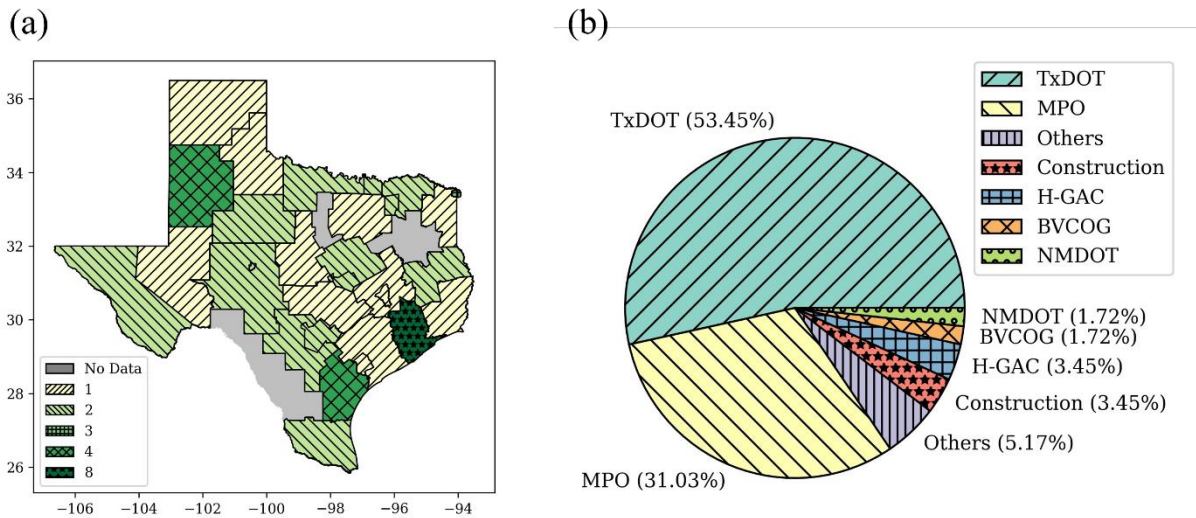 (a)
36
34
32
30
28
26
No Data
1
2
3
4
8
−106
−104
−102
−100
−98
−96
−94
(b)
TxDOT
MPO
Others
Construction
H-GAC
BVCOG
NMDOT
TxDOT (53.45%)
NMDOT (1.72%)
BVCOG (1.72%)
H-GAC (3.45%)
Construction (3.45%)
Others (5.17%)
MPO (31.03%)